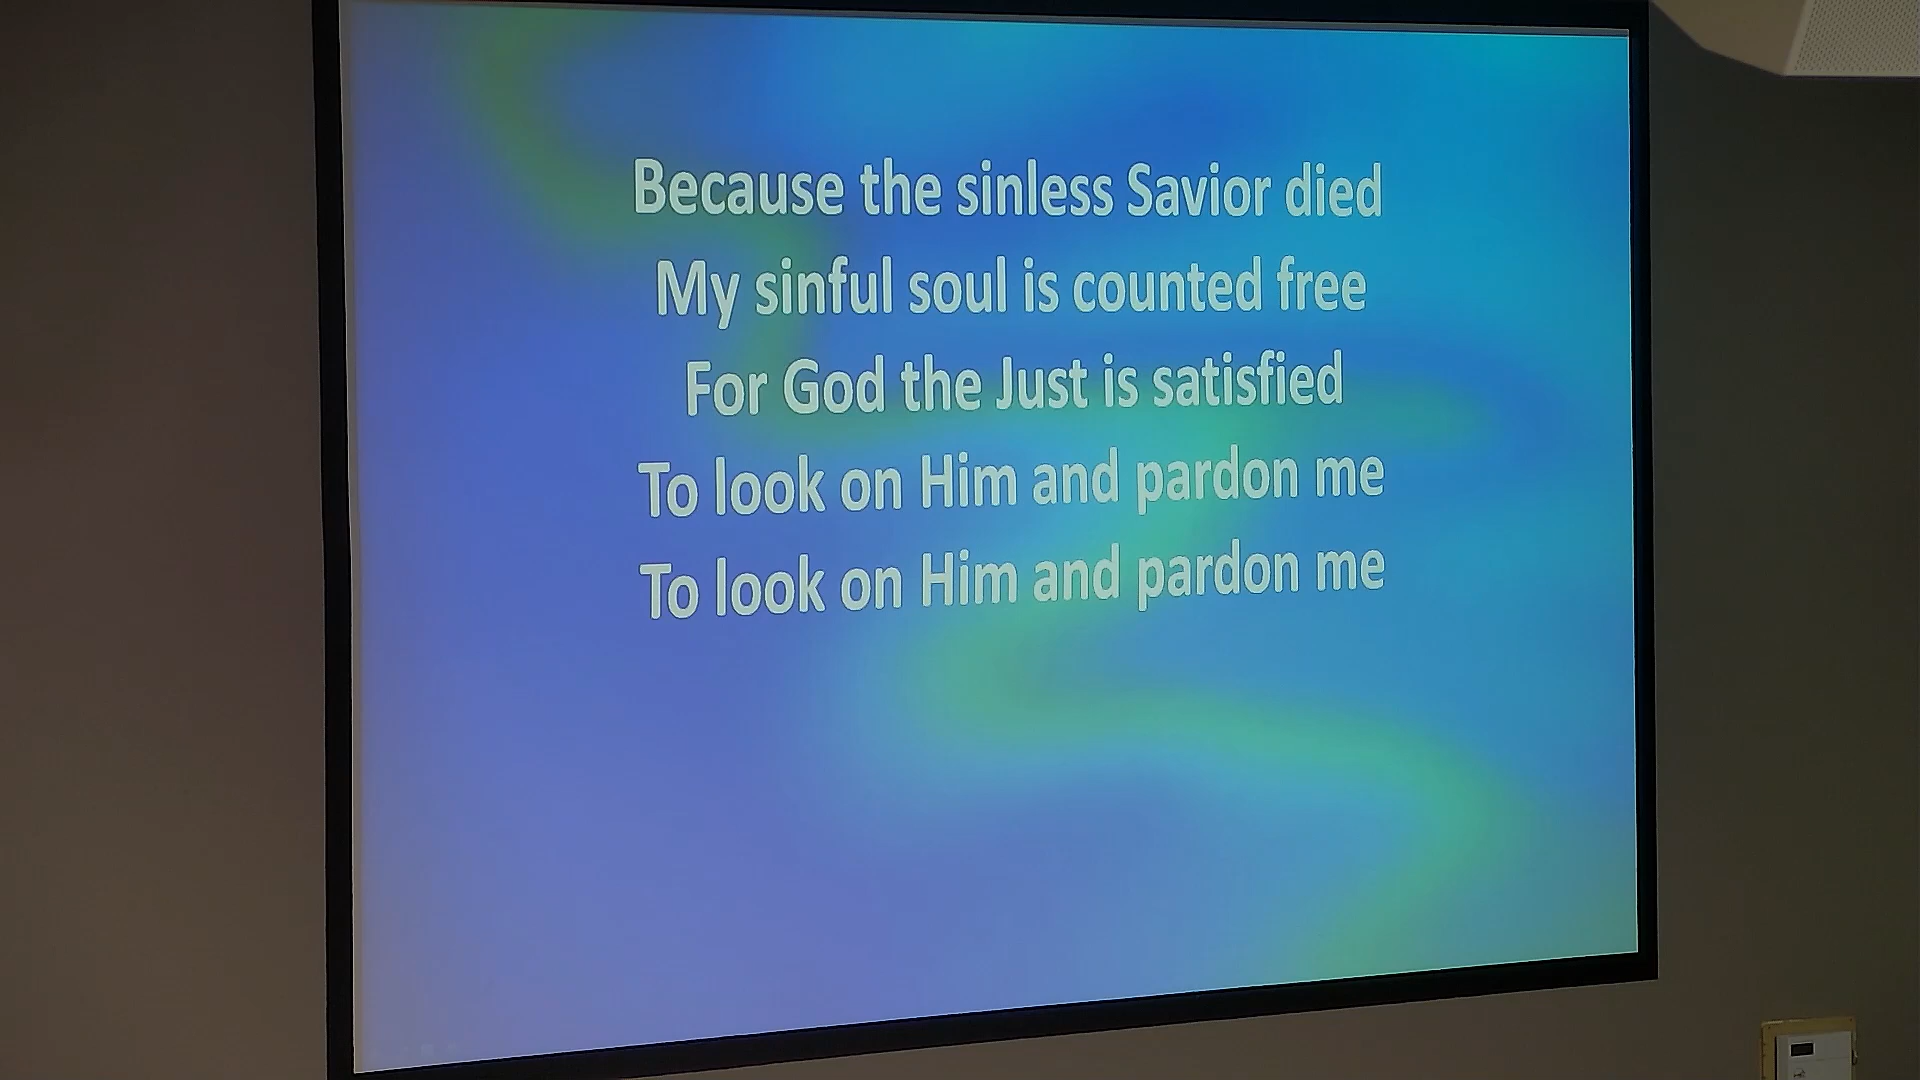 Because the sinless Savior died
My sinful soul is counted free
For God the Just is satisfied
To look on Him and pardon me
To look on Him and pardon me